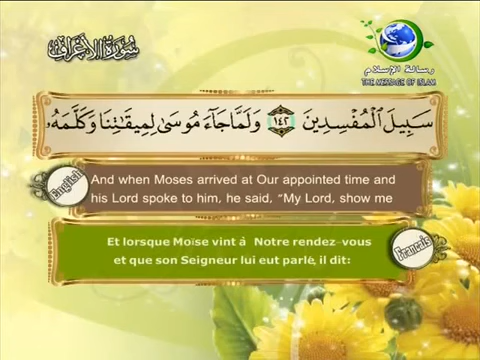 سورة الأعراف
رسالة الإسلام
THE MESSAGE OF ISLAM
سَبِيلَ ٱلْمُفْسِدِينَ ١٤٢ وَلَمَّا جَآءَ مُوسَىٰ لِمِيقَٰتِنَا وَكَلَّمَهُۥ
English
And when Moses arrived at Our appointed time and
his Lord spoke to him, he said, “My Lord, show me
Et lorsque Moïse vint à Notre rendez-vous
et que son Seigneur lui eut parlé, il dit:
Francais